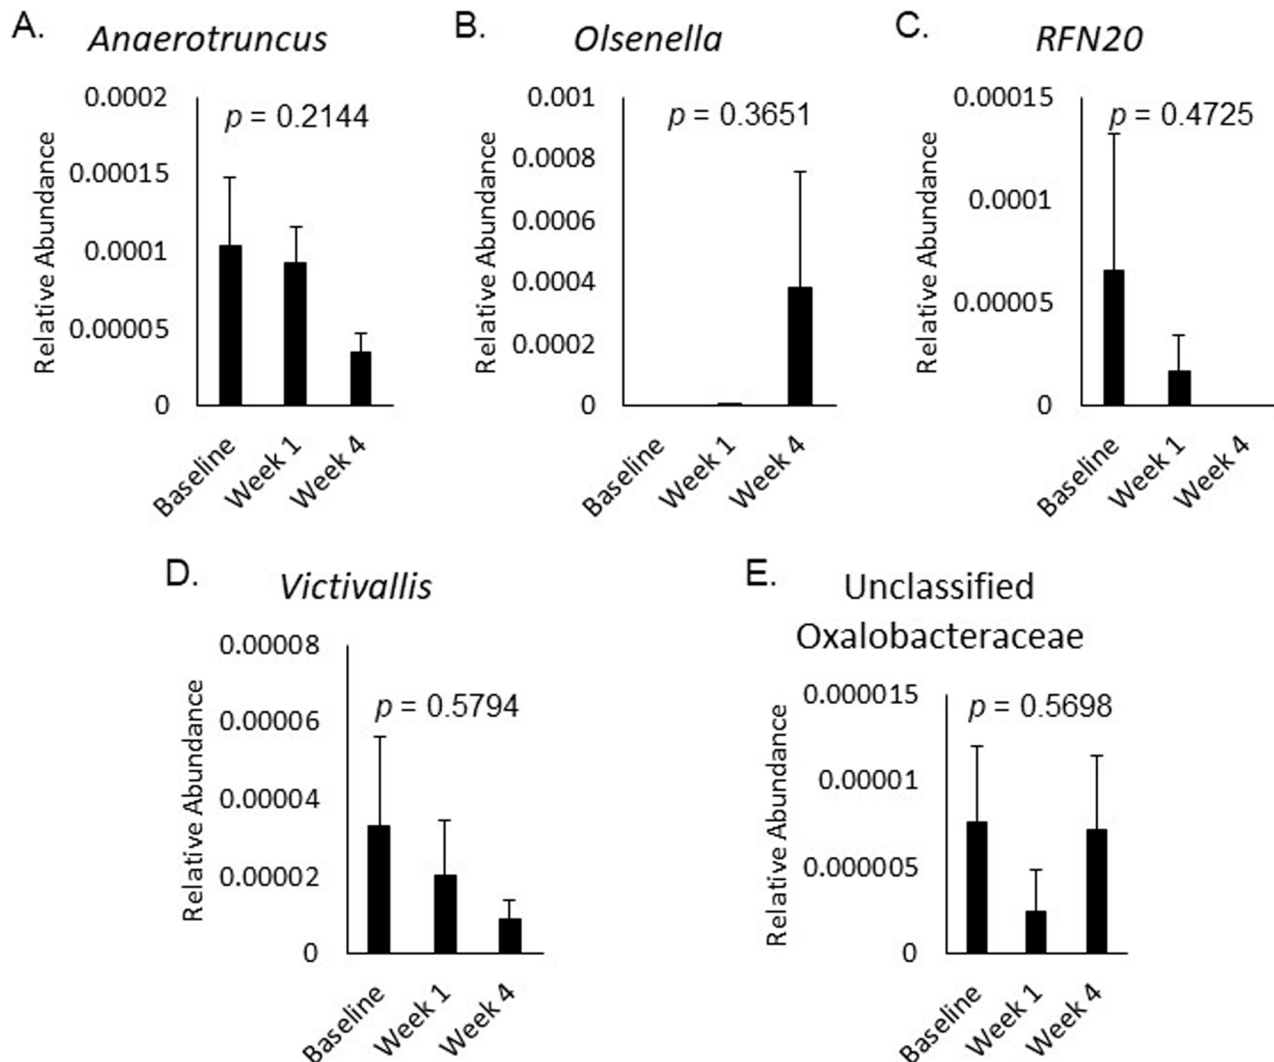 A.
Anaerotruncus
p = 0.2144
Relative Abundance
0.0002
0.00015
0.0001
0.00005
0
Baseline
Week 1
Week 4
B.
Olsenella
p = 0.3651
Relative Abundance
0.001
0.0008
0.0006
0.0004
0.0002
0
Baseline
Week 1
Week 4
C.
RFN20
p = 0.4725
Relative Abundance
0.00015
0.0001
0.00005
0
Baseline
Week 1
Week 4
D.
Victivallis
p = 0.5794
Relative Abundance
0.00008
0.00006
0.00004
0.00002
0
Baseline
Week 1
Week 4
E.
Unclassified
Oxalobacteraceae
p = 0.5698
Relative Abundance
0.000015
0.00001
0.000005
0
Baseline
Week 1
Week 4